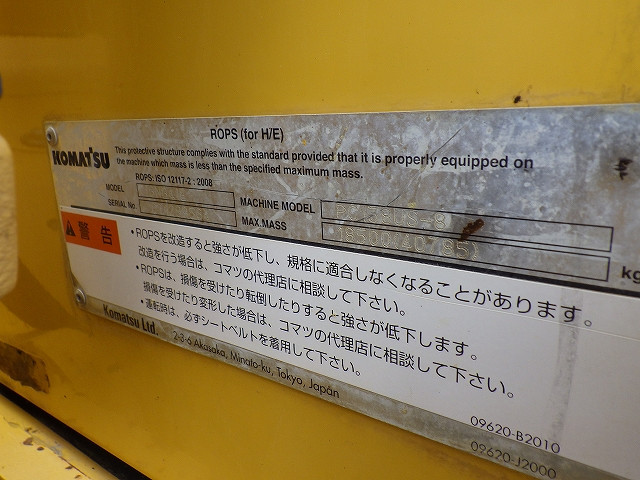 ROPS (for H/E)
KOMATSU
This protective structure complies with the standard provided that it is properly equipped on
the machine which mass is less than the specified maximum mass.
ROPS: ISO 12117-2 : 2008
MODEL
MACHINE MODEL PC138US-8
SERIAL No.
MAX.MASS
kg
警告
・ROPSを改造すると強さが低下し、規格に適合しなくなることがあります。
改造を行う場合は、コマツの代理店に相談して下さい。
・ROPSは、損傷を受けたり転倒したりすると強さが低下します。
損傷を受けたり変形した場合は、コマツの代理店に相談して下さい。
・運転時は、必ずシートベルトを着用して下さい。
Komatsu Ltd.
2-3-6 Akasaka, Minato-ku, Tokyo, Japan
09620-B2010
09620-J2000